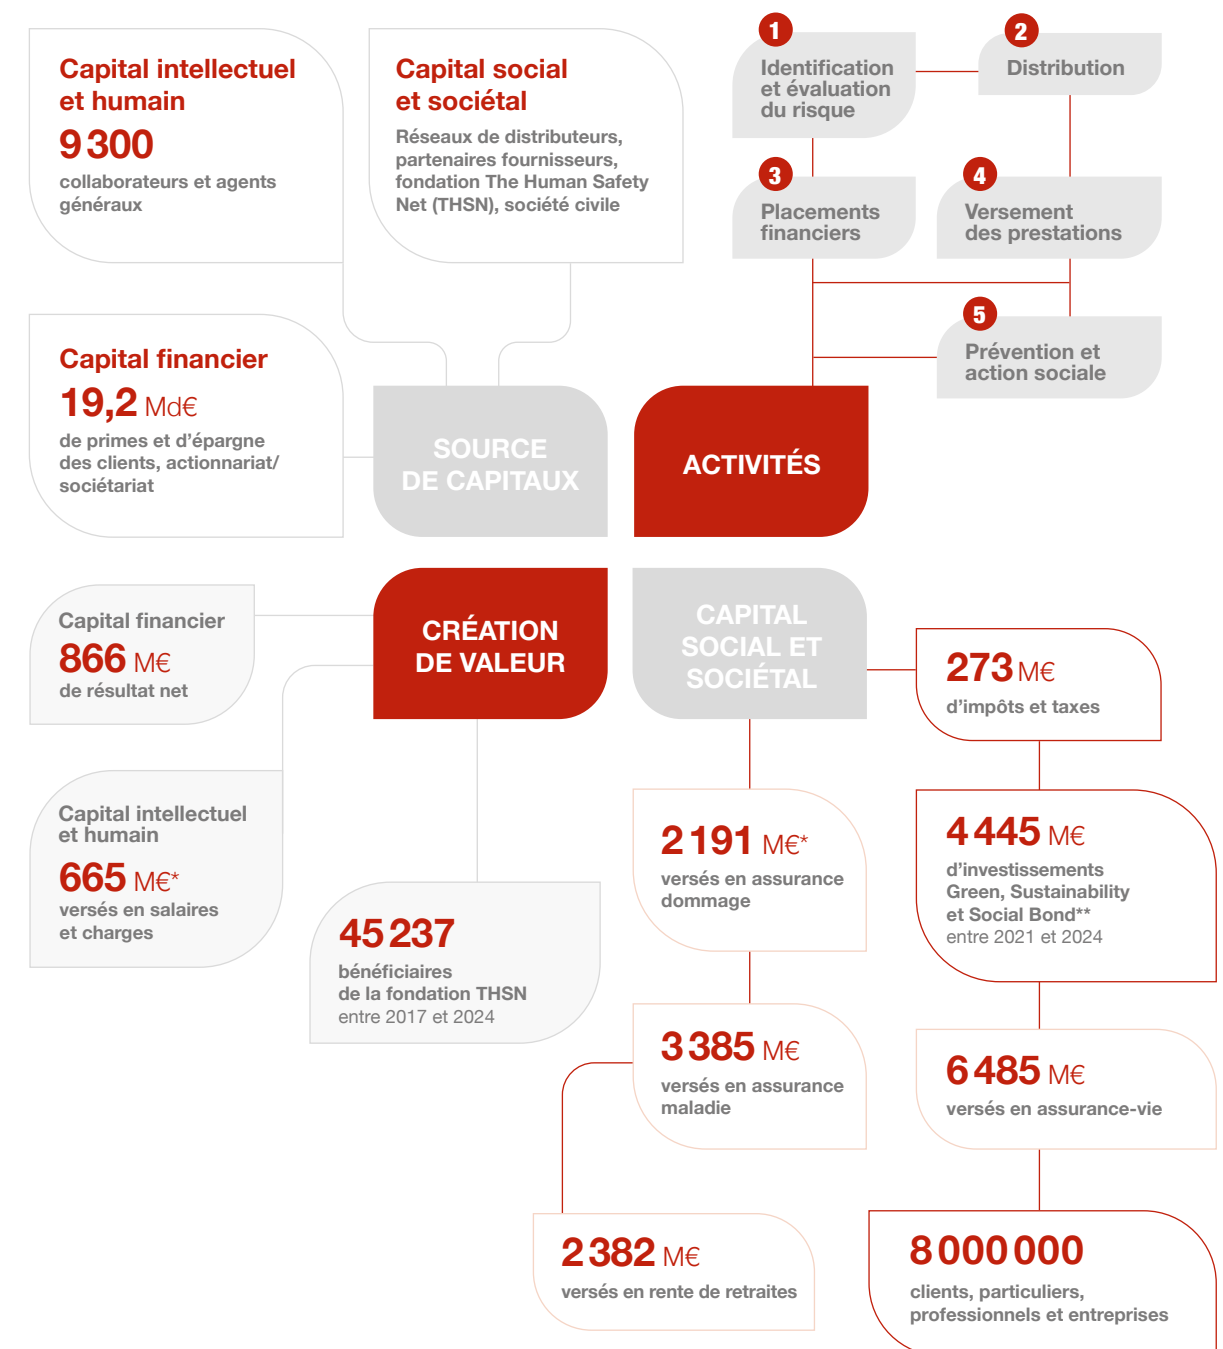 Capital intellectuel
et humain
9 300
collaborateurs et agents
généraux
Capital social
et sociétal
Réseaux de distributeurs,
partenaires fournisseurs,
fondation The Human Safety
Net (THSN), société civile
1
Identification
et évaluation
du risque
2
Distribution
3
Placements
financiers
4
Versement
des prestations
5
Prévention et
action sociale
Capital financier
19,2 Md€
de primes et d'épargne
des clients, actionnariat/
sociétariat
SOURCE
DE CAPITAUX
ACTIVITÉS
CRÉATION
DE VALEUR
CAPITAL
SOCIAL ET
SOCIÉTAL
Capital financier
866 M€
de résultat net
Capital intellectuel
et humain
665 M€*
versés en salaires
et charges
45 237
bénéficiaires
de la fondation THSN
entre 2017 et 2024
273 M€
d'impôts et taxes
2 191 M€*
versés en assurance
dommage
4 445 M€
d'investissements
Green, Sustainability
et Social Bond**
entre 2021 et 2024
3 385 M€
versés en assurance
maladie
6 485 M€
versés en assurance-vie
2 382 M€
versés en rente de retraites
8 000 000
clients, particuliers,
professionnels et entreprises